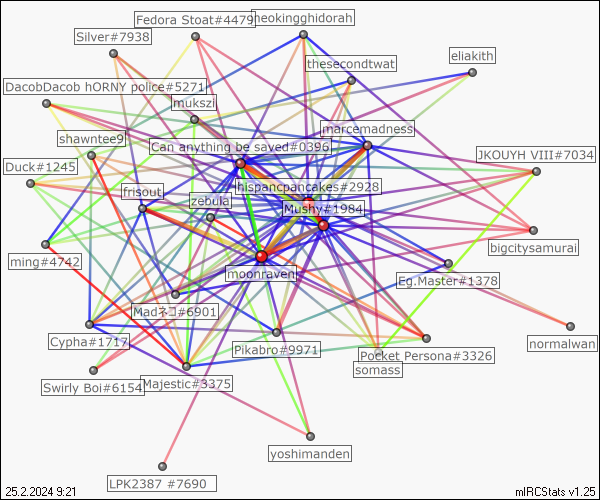 Fedora Stoat#4479
neokingghidorah
Silver#7938
thesecondtwat
eliakith
DacobDacob hORNY police#5271
mukszil
marcemadness
shawntee9
Can anything be saved#0396
JKOUYH VIII#7034
Duck#1245
hispancpancakes#2928
frisout
zebula
Mushy#1984
bigcitysamurai
ming#4742
moonraven
Eg.Master#1378
Madネコ#6901
Cypha#1717
normalwan
Pikabro#9971
Pocket Persona#3326
somass
Swirly Boi#6154
Majestic#3375
yoshimanden
LPK2387 #7690
25.2.2024 9:21
mIRCStats v1.25